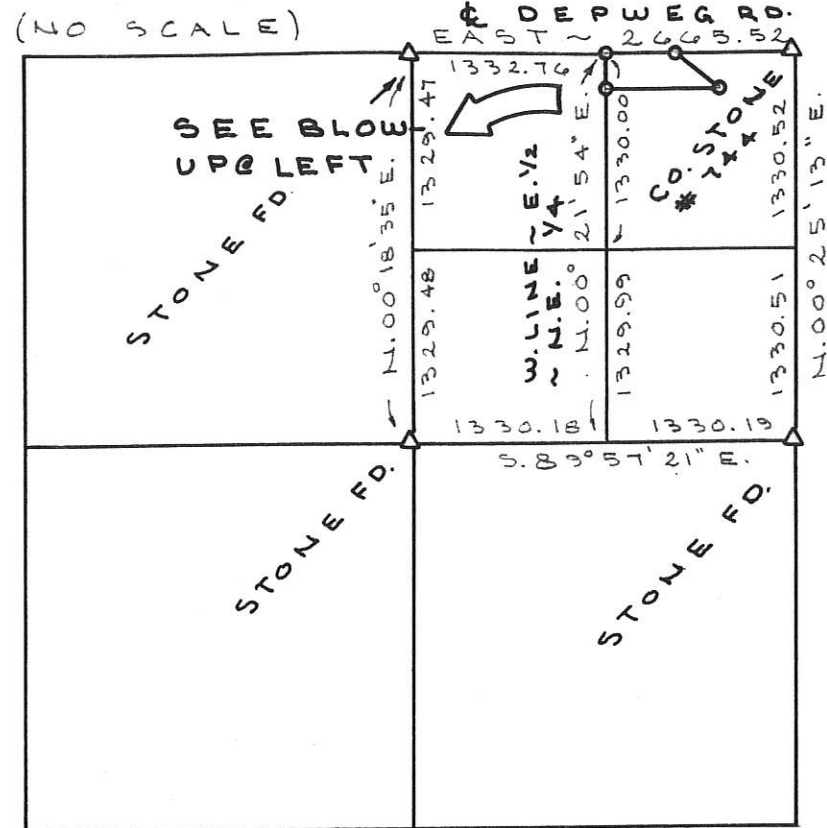 (NO SCALE)
℄ DEPWEG RD.
EAST ~ 2665.52
1332.76
SEE BLOW-
UP@ LEFT
1329.47
N.00°18'35"E.
STONE FD.
W.LINE ~ E.½
~ N.E. ¼
N.00° 21' 54" E.
1330.00
CO. STONE
# 744
1330.52
N.00° 25' 13" E.
1329.48
1329.99
1330.51
1330.18
1330.19
S.89°57'21"E.
STONE FD.
STONE FD.